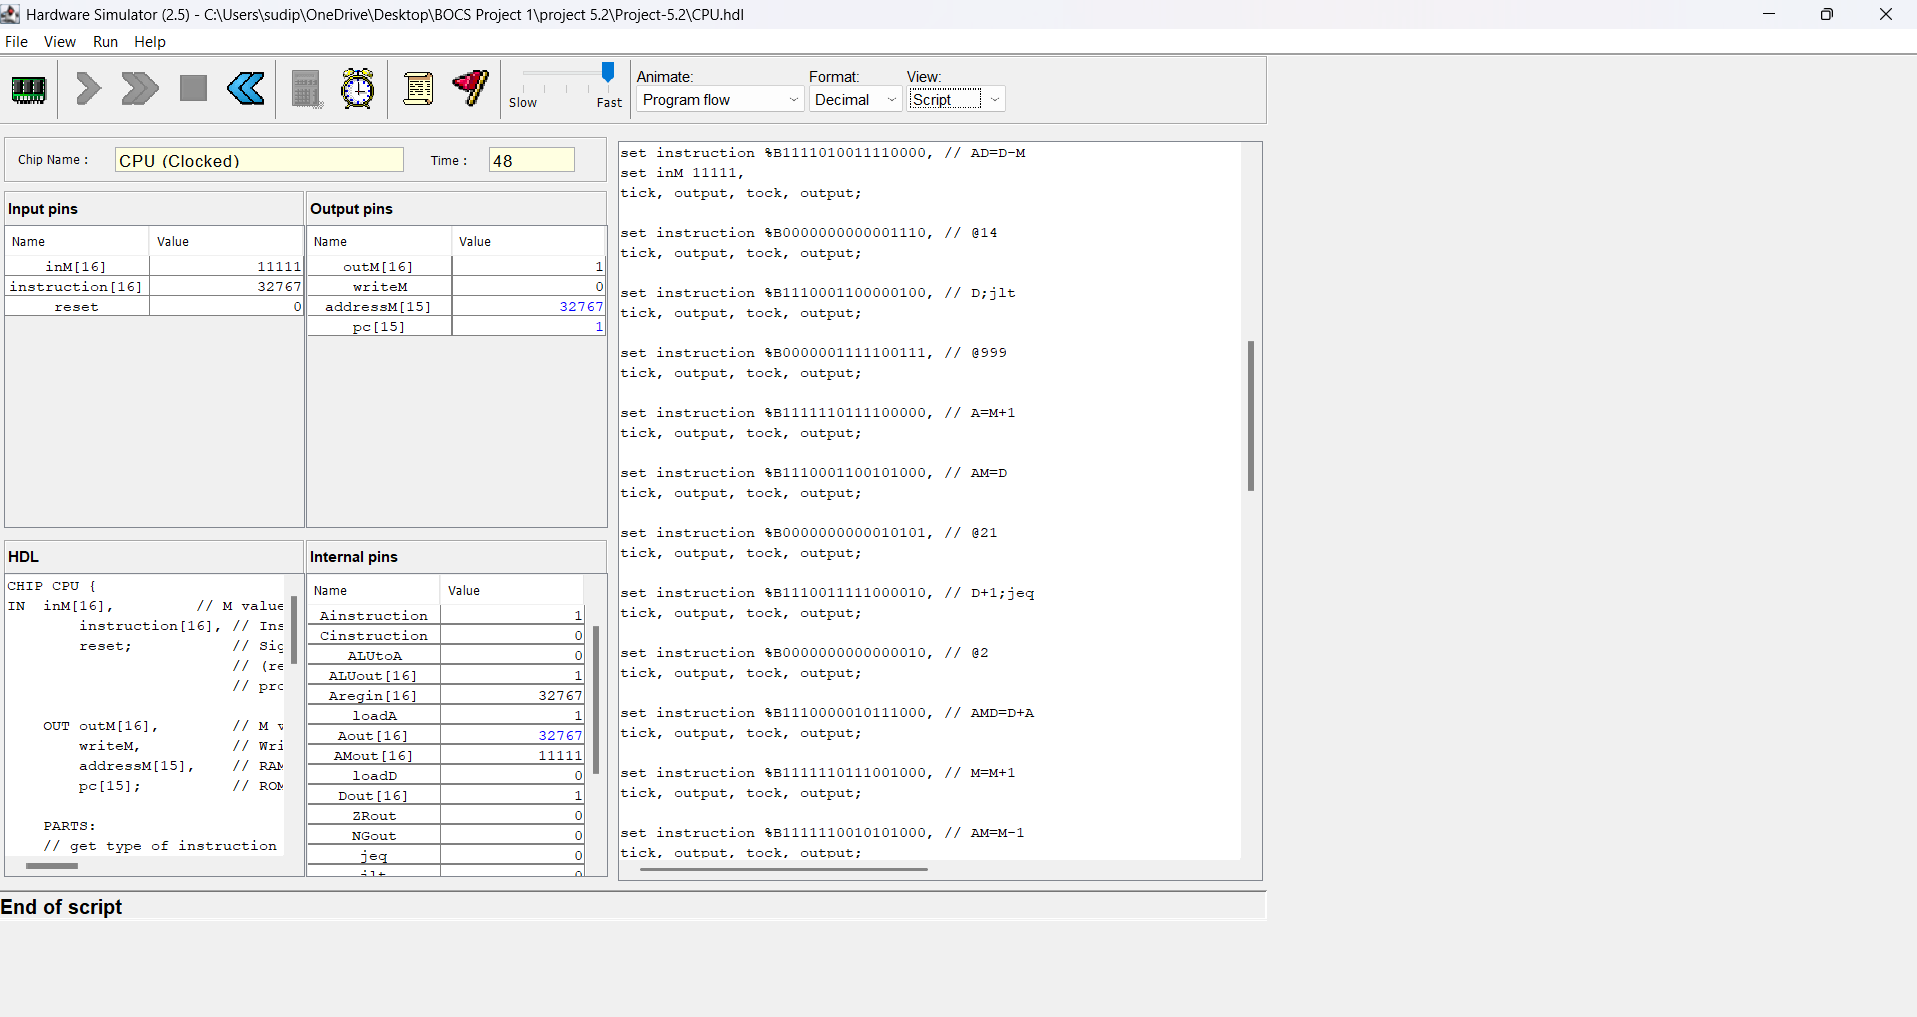 Hardware Simulator (2.5) - C:\Users\sudip\OneDrive\Desktop\BOCS Project 1\project 5.2\Project-5.2\CPU.hdl
File View Run Help
Slow Fast
Animate: Format: View:
Program flow Decimal Script
Chip Name : CPU (Clocked) Time : 48
Input pins
Name Value
inM[16] 11111
instruction[16] 32767
reset 0
Output pins
Name Value
outM[16] 1
writeM 0
addressM[15] 32767
pc[15] 1
HDL
CHIP CPU {
IN inM[16], // M value
instruction[16], // Ins
reset; // Sig
// (re
// pro
OUT outM[16], // M v
writeM, // Wri
addressM[15], // RAM
pc[15]; // ROM
PARTS:
// get type of instruction
Internal pins
Name Value
Ainstruction 1
Cinstruction 0
ALUtoA 0
ALUout[16] 1
Aregin[16] 32767
loadA 1
Aout[16] 32767
AMout[16] 11111
loadD 0
Dout[16] 1
ZRout 0
NGout 0
jeq 0
jlt 0
set instruction %B1111010011110000, // AD=D-M
set inM 11111,
tick, output, tock, output;
set instruction %B0000000000001110, // @14
tick, output, tock, output;
set instruction %B1110001100000100, // D;jlt
tick, output, tock, output;
set instruction %B0000001111100111, // @999
tick, output, tock, output;
set instruction %B1111110111100000, // A=M+1
tick, output, tock, output;
set instruction %B1110001100101000, // AM=D
tick, output, tock, output;
set instruction %B0000000000010101, // @21
tick, output, tock, output;
set instruction %B1110011111000010, // D+1;jeq
tick, output, tock, output;
set instruction %B0000000000000010, // @2
tick, output, tock, output;
set instruction %B1110000010111000, // AMD=D+A
tick, output, tock, output;
set instruction %B1111110111001000, // M=M+1
tick, output, tock, output;
set instruction %B1111110010101000, // AM=M-1
tick, output, tock, output;
End of script